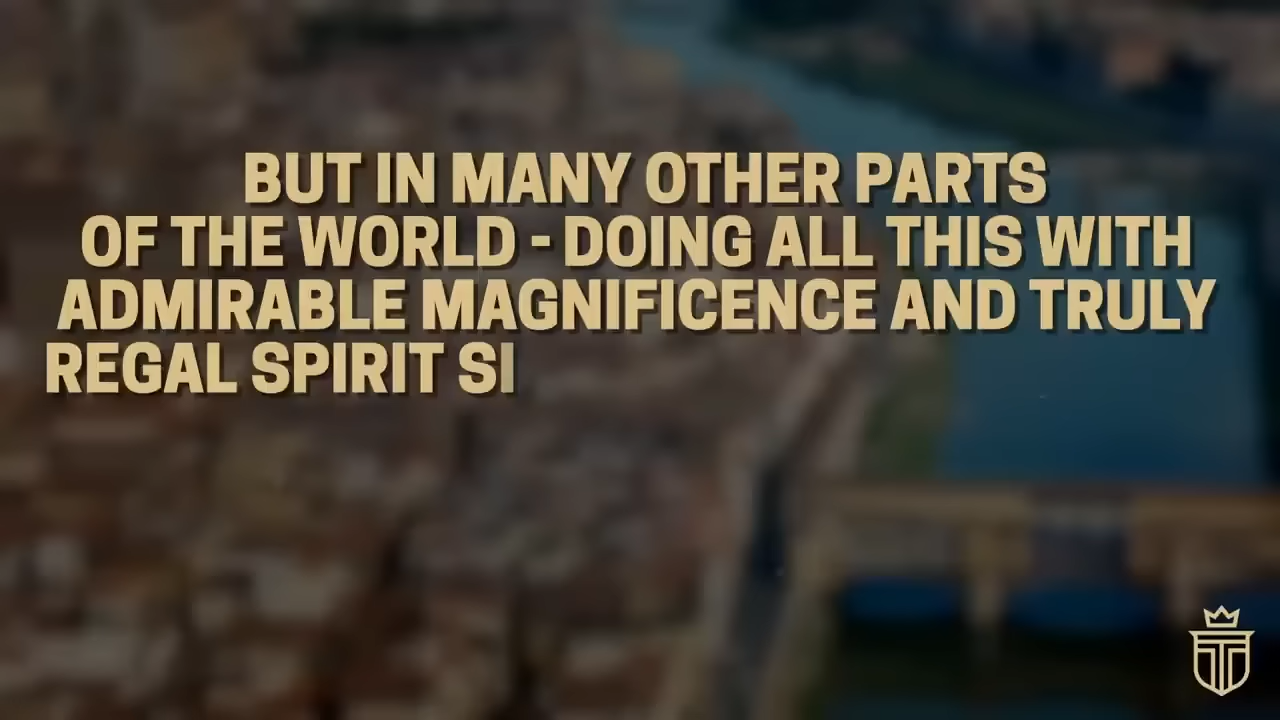 BUT IN MANY OTHER PARTS
OF THE WORLD - DOING ALL THIS WITH
ADMIRABLE MAGNIFICENCE AND TRULY
REGAL SPIRIT SI